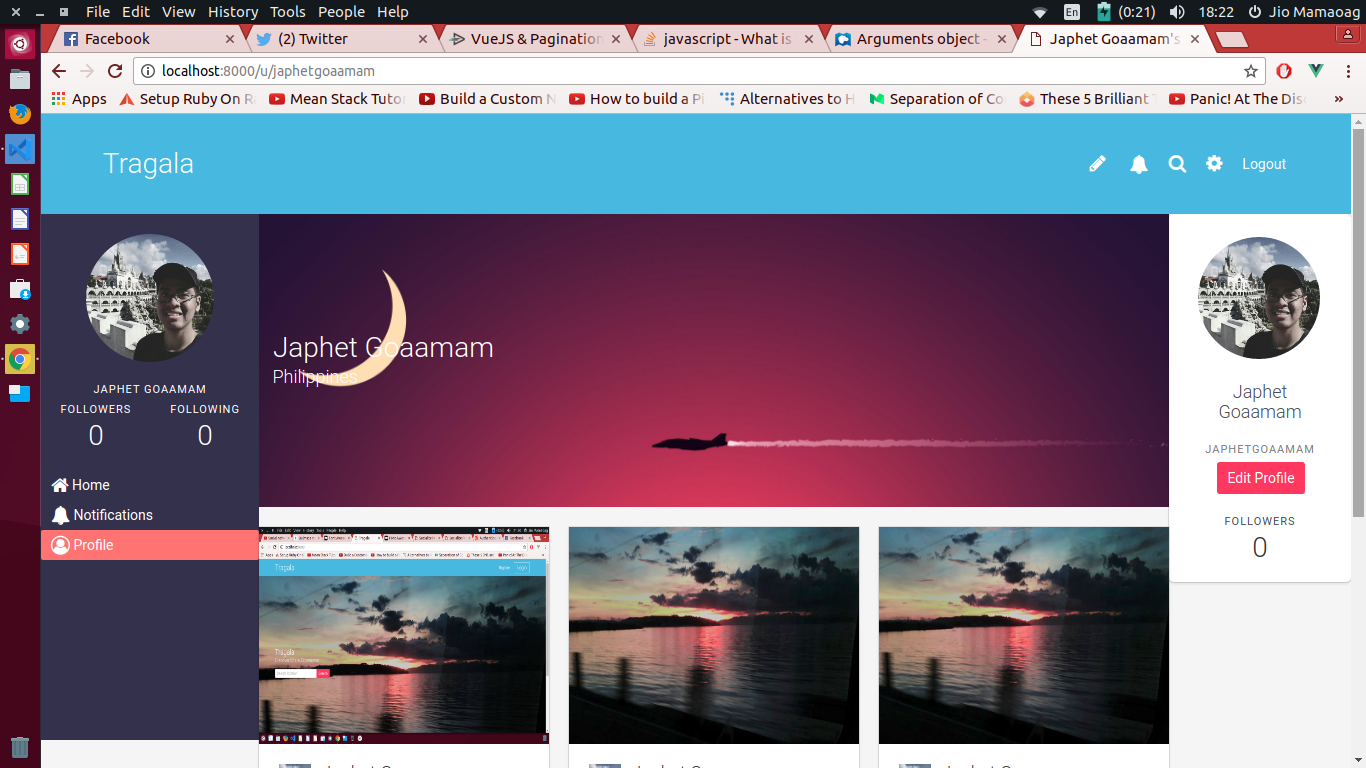 File Edit View History Tools People Help
En (0:21) 18:22 Jio Mamaoag
Facebook
(2) Twitter
VueJS & Pagination
javascript - What is
Arguments object -
Japhet Goaamam's
localhost:8000/u/japhetgoaamam
Apps
Setup Ruby On Ra
Mean Stack Tutor
Build a Custom N
How to build a Pi
Alternatives to H
Separation of Co
These 5 Brilliant T
Panic! At The Dis
»
Tragala
Logout
JAPHET GOAAMAM
FOLLOWERS FOLLOWING
0 0
Home
Notifications
Profile
Japhet Goaamam
Philippines
Japhet
Goaamam
JAPHETGOAAMAM
Edit Profile
FOLLOWERS
0
Tragala
Tragala